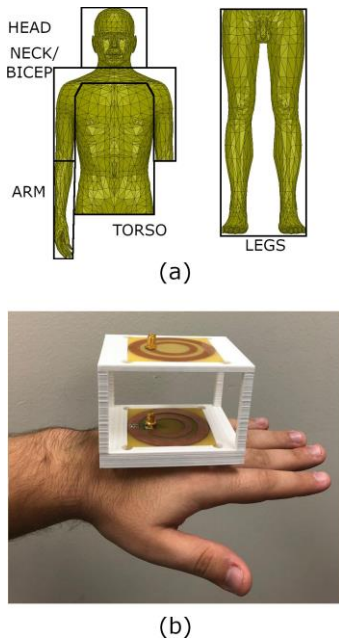 HEAD
NECK/
BICEP
ARM
TORSO
LEGS
(a)
(b)